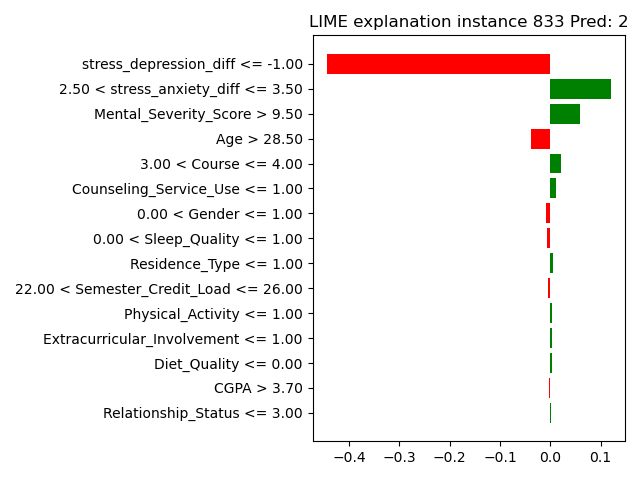 LIME explanation instance 833 Pred: 2
stress_depression_diff <= -1.00
2.50 < stress_anxiety_diff <= 3.50
Mental_Severity_Score > 9.50
Age > 28.50
3.00 < Course <= 4.00
Counseling_Service_Use <= 1.00
0.00 < Gender <= 1.00
0.00 < Sleep_Quality <= 1.00
Residence_Type <= 1.00
22.00 < Semester_Credit_Load <= 26.00
Physical_Activity <= 1.00
Extracurricular_Involvement <= 1.00
Diet_Quality <= 0.00
CGPA > 3.70
Relationship_Status <= 3.00
−0.4 −0.3 −0.2 −0.1 0.0 0.1